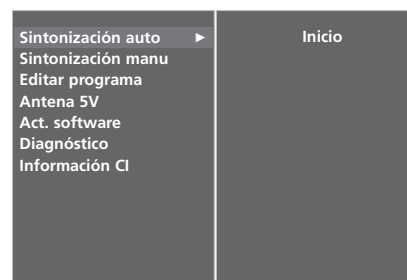 Sintonización auto ► Inicio
Sintonización manu
Editar programa
Antena 5V
Act. software
Diagnóstico
Información CI